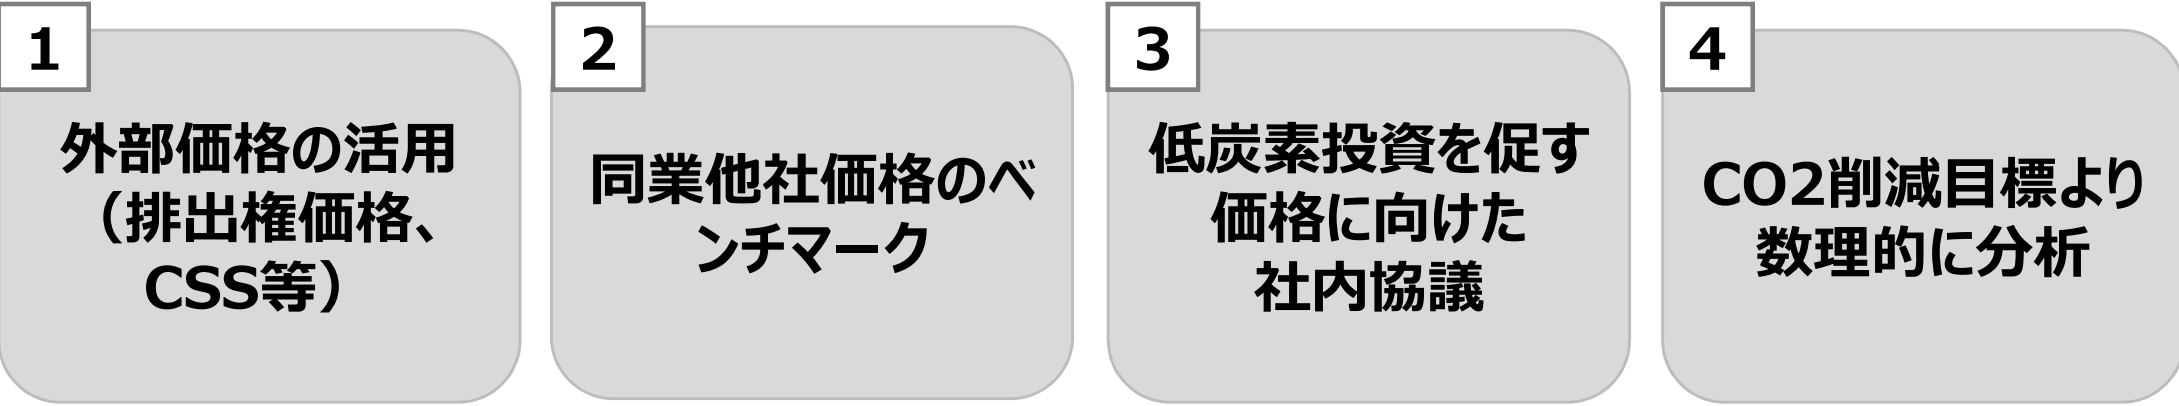 1
外部価格の活用
（排出権価格、
CSS等）
2
同業他社価格のベ
ンチマーク
3
低炭素投資を促す
価格に向けた
社内協議
4
CO2削減目標より
数理的に分析